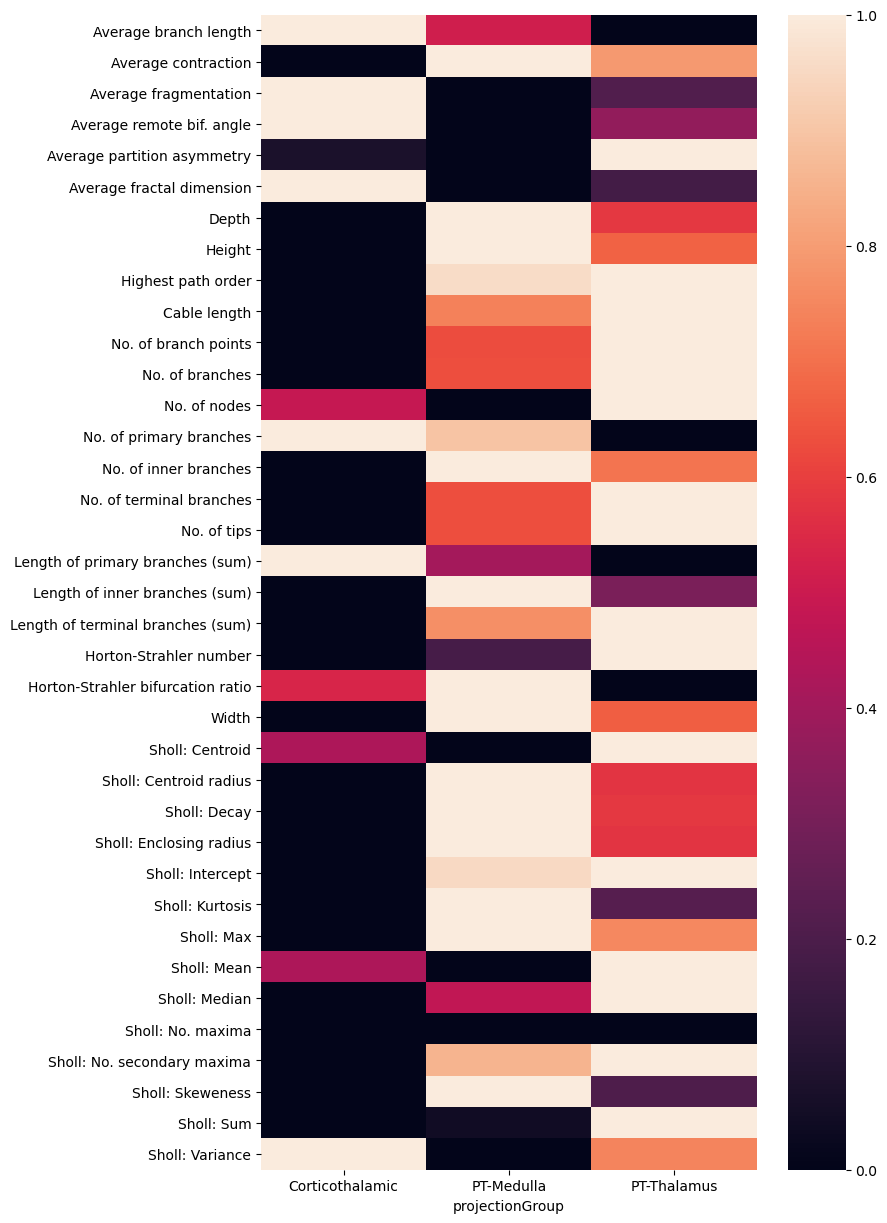 Average branch length
Average contraction
Average fragmentation
Average remote bif. angle
Average partition asymmetry
Average fractal dimension
Depth
Height
Highest path order
Cable length
No. of branch points
No. of branches
No. of nodes
No. of primary branches
No. of inner branches
No. of terminal branches
No. of tips
Length of primary branches (sum)
Length of inner branches (sum)
Length of terminal branches (sum)
Horton-Strahler number
Horton-Strahler bifurcation ratio
Width
Sholl: Centroid
Sholl: Centroid radius
Sholl: Decay
Sholl: Enclosing radius
Sholl: Intercept
Sholl: Kurtosis
Sholl: Max
Sholl: Mean
Sholl: Median
Sholl: No. maxima
Sholl: No. secondary maxima
Sholl: Skeweness
Sholl: Sum
Sholl: Variance
Corticothalamic PT-Medulla PT-Thalamus
projectionGroup
1.0
0.8
0.6
0.4
0.2
0.0